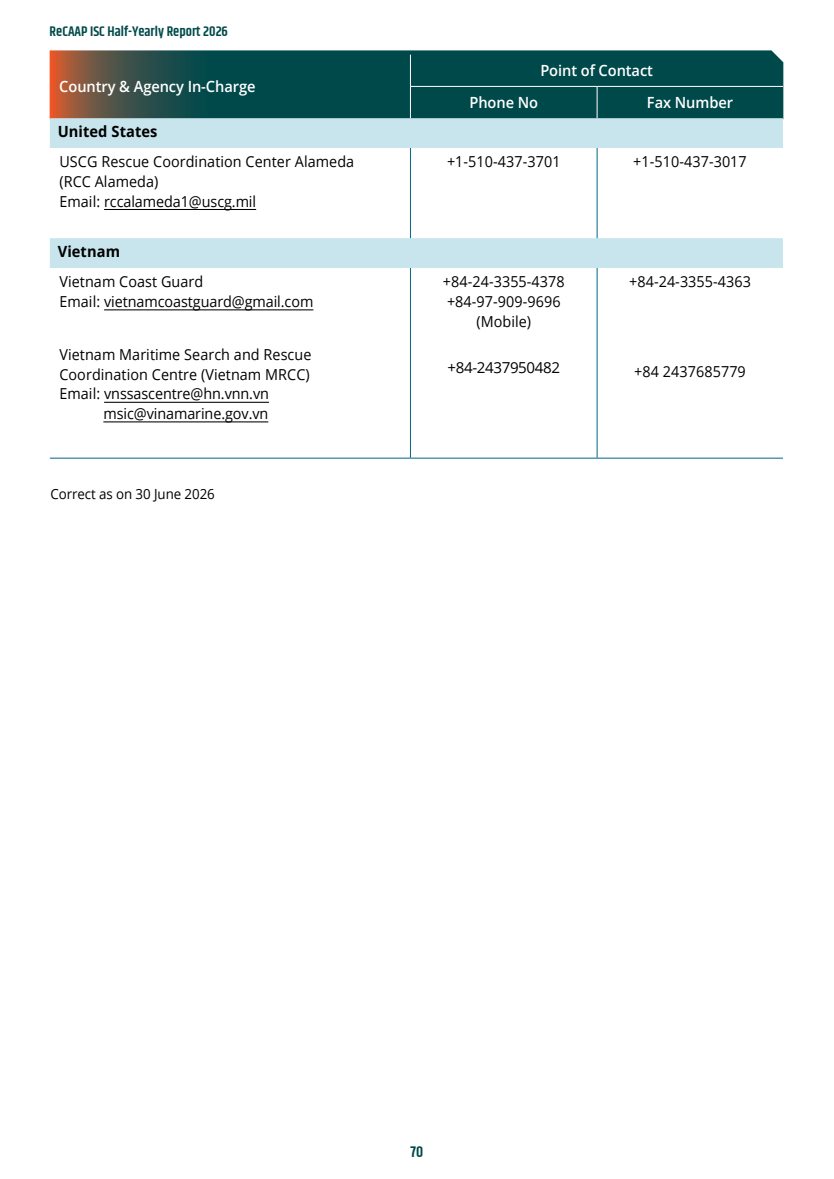 ReCAAP ISC Half-Yearly Report 2026
Country & Agency In-Charge
Point of Contact
Phone No
Fax Number
United States
USCG Rescue Coordination Center Alameda
(RCC Alameda)
Email: rccalameda1@uscg.mil
+1-510-437-3701
+1-510-437-3017
Vietnam
Vietnam Coast Guard
Email: vietnamcoastguard@gmail.com
+84-24-3355-4378
+84-97-909-9696
(Mobile)
+84-24-3355-4363
Vietnam Maritime Search and Rescue
Coordination Centre (Vietnam MRCC)
Email: vnssascentre@hn.vnn.vn
msic@vinamarine.gov.vn
+84-2437950482
+84 2437685779
Correct as on 30 June 2026
70